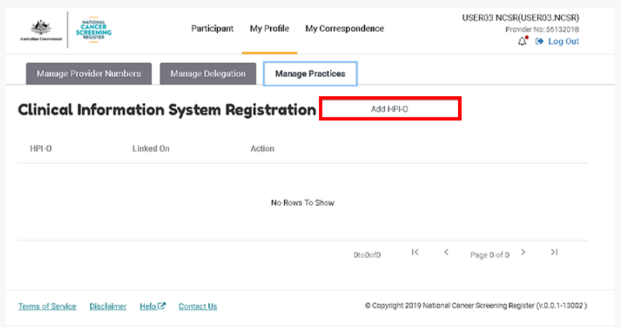 Australian Government
NATIONAL
CANCER
SCREENING
REGISTER
Participant My Profile My Correspondence
USER03 NCSR(USER03.NCSR)
Provider No: 5613201B
Log Out
Manage Provider Numbers Manage Delegation Manage Practices
Clinical Information System Registration Add HPI-O
HPI-O Linked On Action
No Rows To Show
0to0of0 Page 0 of 0
Terms of Service Disclaimer Help Contact Us © Copyright 2019 National Cancer Screening Register (v.0.0.1-13002 )